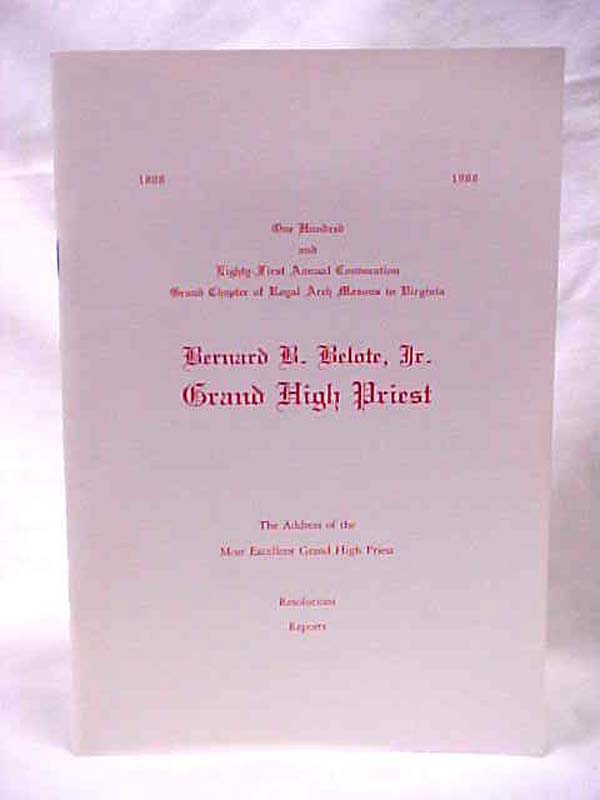 1808 1988
One Hundred
and
Eighty-First Annual Convocation
Grand Chapter of Royal Arch Masons in Virginia
Bernard B. Belote, Jr.
Grand High Priest
The Address of the
Most Excellent Grand High Priest
Resolutions
Reports